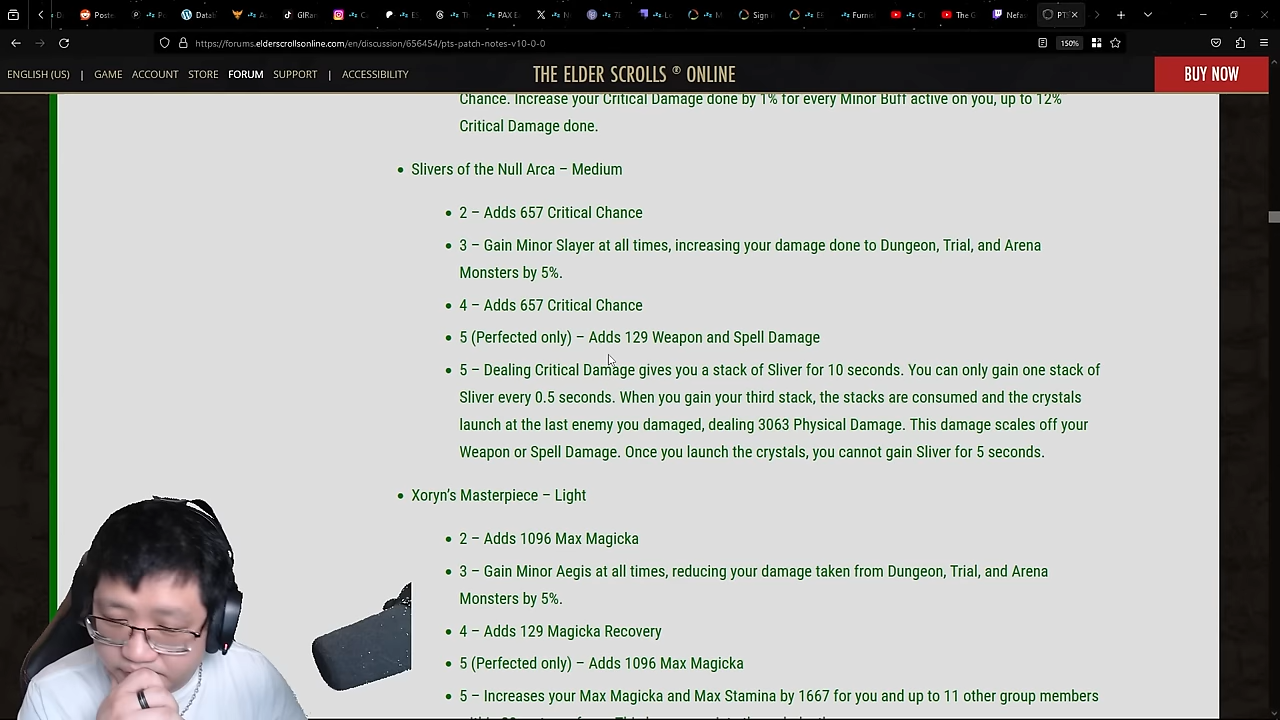 Poste
Datab
GIRar
PAX E
Sign i
Furnis
The G
Nefas
PTS
https://forums.elderscrollsonline.com/en/discussion/656454/pts-patch-notes-v10-0-0
150%
ENGLISH (US) | GAME ACCOUNT STORE FORUM SUPPORT | ACCESSIBILITY
THE ELDER SCROLLS ® ONLINE
BUY NOW
Chance. Increase your Critical Damage done by 1% for every Minor Buff active on you, up to 12%
Critical Damage done.
• Slivers of the Null Arca – Medium
• 2 – Adds 657 Critical Chance
• 3 – Gain Minor Slayer at all times, increasing your damage done to Dungeon, Trial, and Arena
Monsters by 5%.
• 4 – Adds 657 Critical Chance
• 5 (Perfected only) – Adds 129 Weapon and Spell Damage
• 5 – Dealing Critical Damage gives you a stack of Sliver for 10 seconds. You can only gain one stack of
Sliver every 0.5 seconds. When you gain your third stack, the stacks are consumed and the crystals
launch at the last enemy you damaged, dealing 3063 Physical Damage. This damage scales off your
Weapon or Spell Damage. Once you launch the crystals, you cannot gain Sliver for 5 seconds.
• Xoryn's Masterpiece – Light
• 2 – Adds 1096 Max Magicka
• 3 – Gain Minor Aegis at all times, reducing your damage taken from Dungeon, Trial, and Arena
Monsters by 5%.
• 4 – Adds 129 Magicka Recovery
• 5 (Perfected only) – Adds 1096 Max Magicka
• 5 – Increases your Max Magicka and Max Stamina by 1667 for you and up to 11 other group members